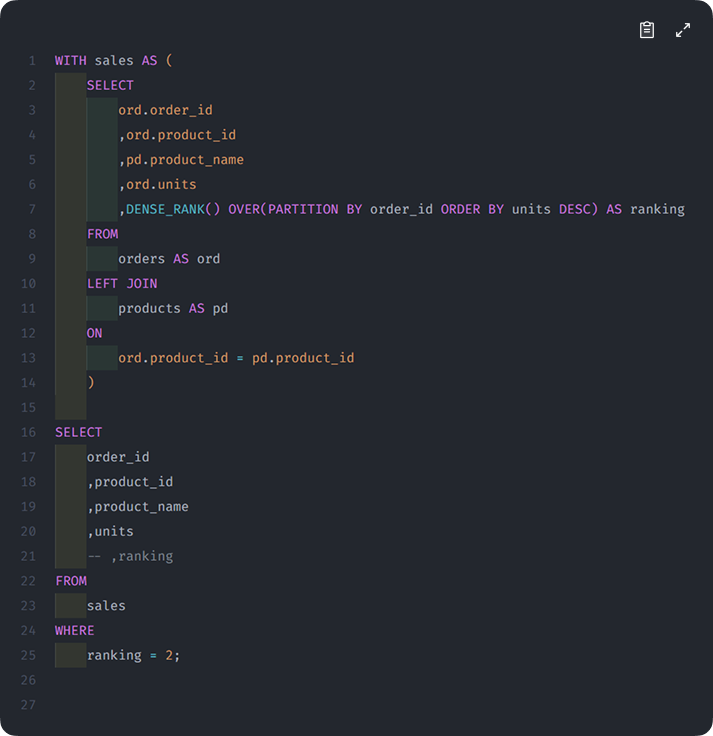 1 WITH sales AS (
2 SELECT
3 ord.order_id
4 ,ord.product_id
5 ,pd.product_name
6 ,ord.units
7 ,DENSE_RANK() OVER(PARTITION BY order_id ORDER BY units DESC) AS ranking
8 FROM
9 orders AS ord
10 LEFT JOIN
11 products AS pd
12 ON
13 ord.product_id = pd.product_id
14 )
15
16 SELECT
17 order_id
18 ,product_id
19 ,product_name
20 ,units
21 -- ,ranking
22 FROM
23 sales
24 WHERE
25 ranking = 2;
26
27